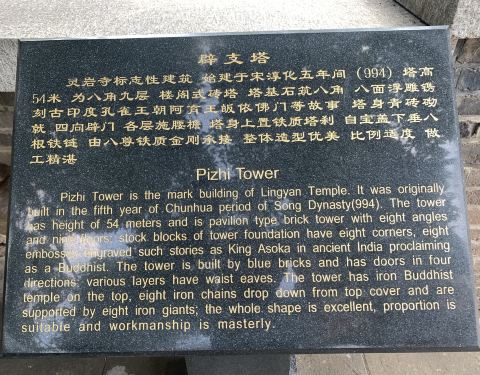 辟支塔
灵岩寺标志性建筑 始建于宋淳化五年间（994）塔高
54米 为八角九层 楼阁式砖塔 塔基石筑八角 八面浮雕镌
刻古印度孔雀王朝阿育王皈依佛门等故事 塔身青砖砌
就 四向辟门 各层施腰檐 塔身上置铁质塔刹 自宝盖下垂八
根铁链 由八尊铁质金刚承接 整体造型优美 比例适度 做
工精湛
Pizhi Tower
Pizhi Tower is the mark building of Lingyan Temple. It was originally
built in the fifth year of Chunhua period of Song Dynasty(994). The tower
has height of 54 meters and is pavilion type brick tower with eight angles
and nine floors; stock blocks of tower foundation have eight corners, eight
embosses engraved such stories as King Asoka in ancient India proclaiming
as a Buddhist. The tower is built by blue bricks and has doors in four
directions; various layers have waist eaves. The tower has iron Buddhist
temple on the top, eight iron chains drop down from top cover and are
supported by eight iron giants; the whole shape is excellent, proportion is
suitable and workmanship is masterly.